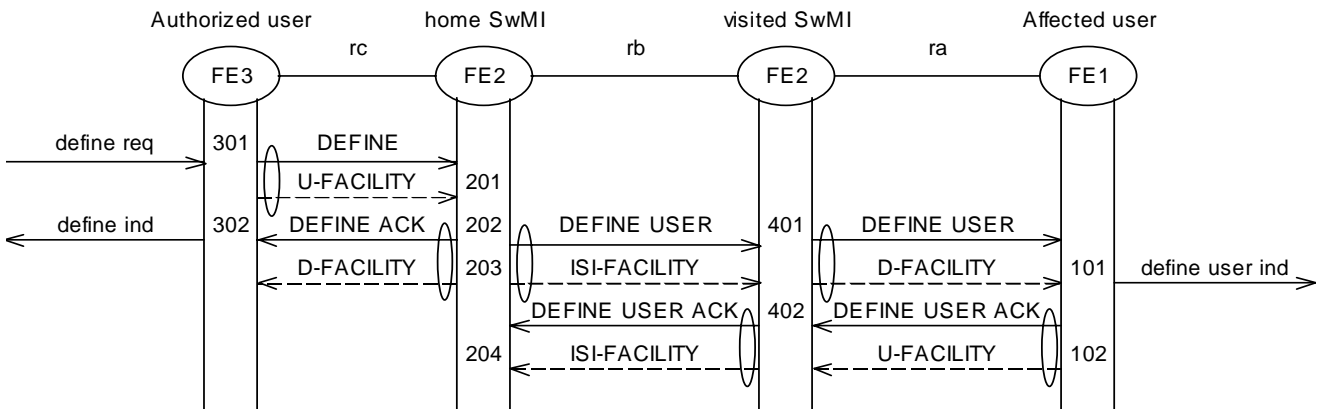 Authorized user home SwMI visited SwMI Affected user
rc rb ra
FE3 FE2 FE2 FE1
define req 301 DEFINE
U-FACILITY 201
define ind 302 DEFINE ACK 202 DEFINE USER 401 DEFINE USER
D-FACILITY 203 ISI-FACILITY D-FACILITY 101 define user ind
DEFINE USER ACK 402 DEFINE USER ACK
204 ISI-FACILITY U-FACILITY 102